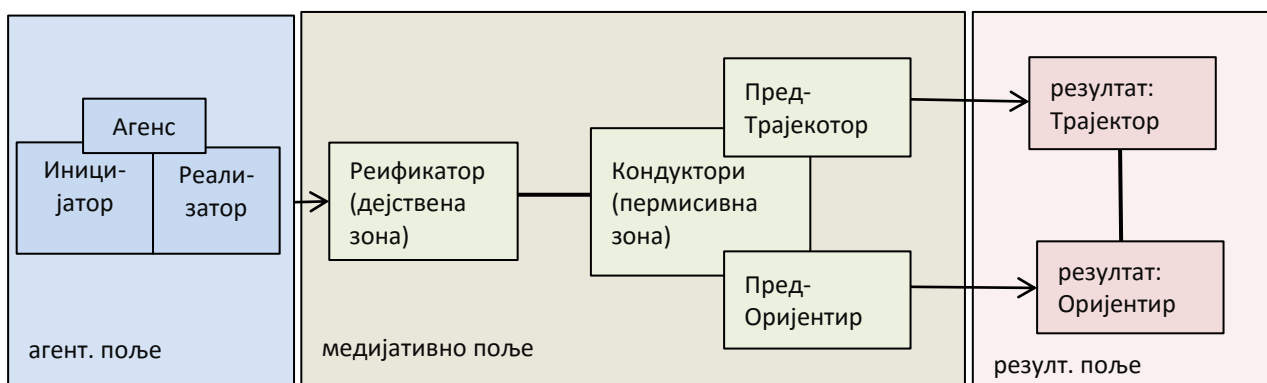 Агенс
Иници-
јатор
Реали-
затор
агент. поље
Реификатор
(дејствена
зона)
Кондуктори
(пермисивна
зона)
Пред-
Трајекотор
Пред-
Оријентир
медијативно поље
резултат:
Трајектор
резултат:
Оријентир
резулт. поље